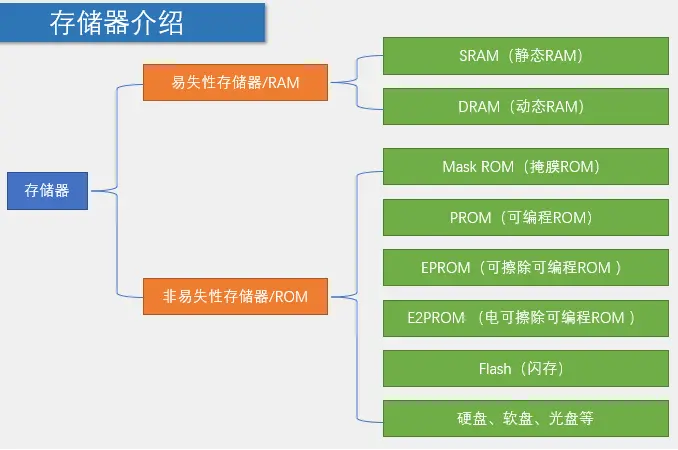 存储器介绍
存储器
易失性存储器/RAM
SRAM（静态RAM）
DRAM（动态RAM）
非易失性存储器/ROM
Mask ROM（掩膜ROM）
PROM（可编程ROM）
EPROM（可擦除可编程ROM ）
E2PROM （电可擦除可编程ROM ）
Flash（闪存）
硬盘、软盘、光盘等